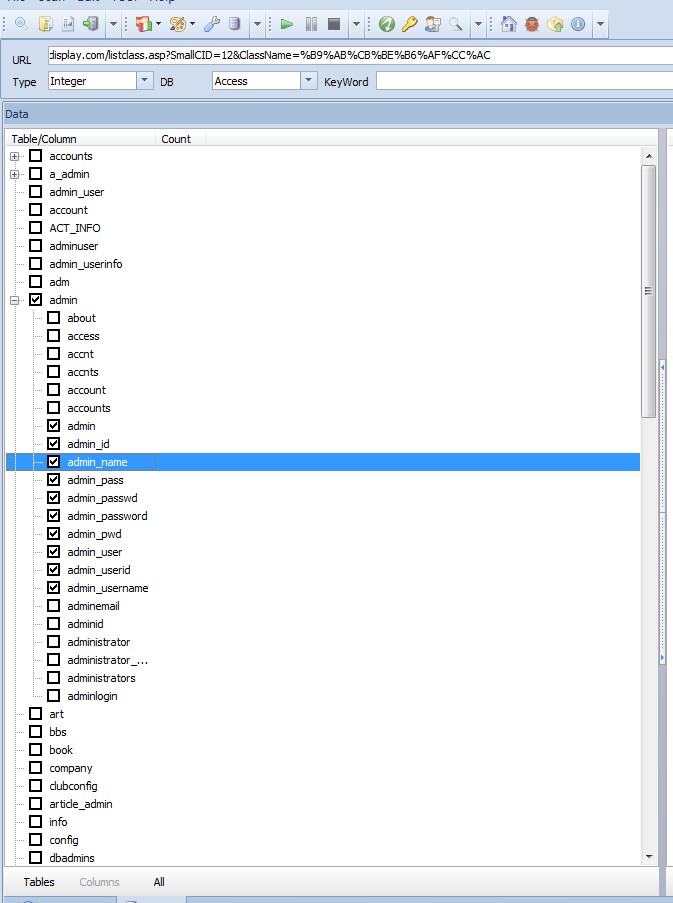 URL display.com/listclass.asp?SmallCID=12&ClassName=%B9%AB%CB%BE%B6%AF%CC%AC
Type Integer DB Access KeyWord
Data
Table/Column Count
accounts
a_admin
admin_user
account
ACT_INFO
adminuser
admin_userinfo
adm
admin
about
access
accnt
accnts
account
accounts
admin
admin_id
admin_name
admin_pass
admin_passwd
admin_password
admin_pwd
admin_user
admin_userid
admin_username
adminemail
adminid
administrator
administrator_...
administrators
adminlogin
art
bbs
book
company
clubconfig
article_admin
info
config
dbadmins
Tables Columns All